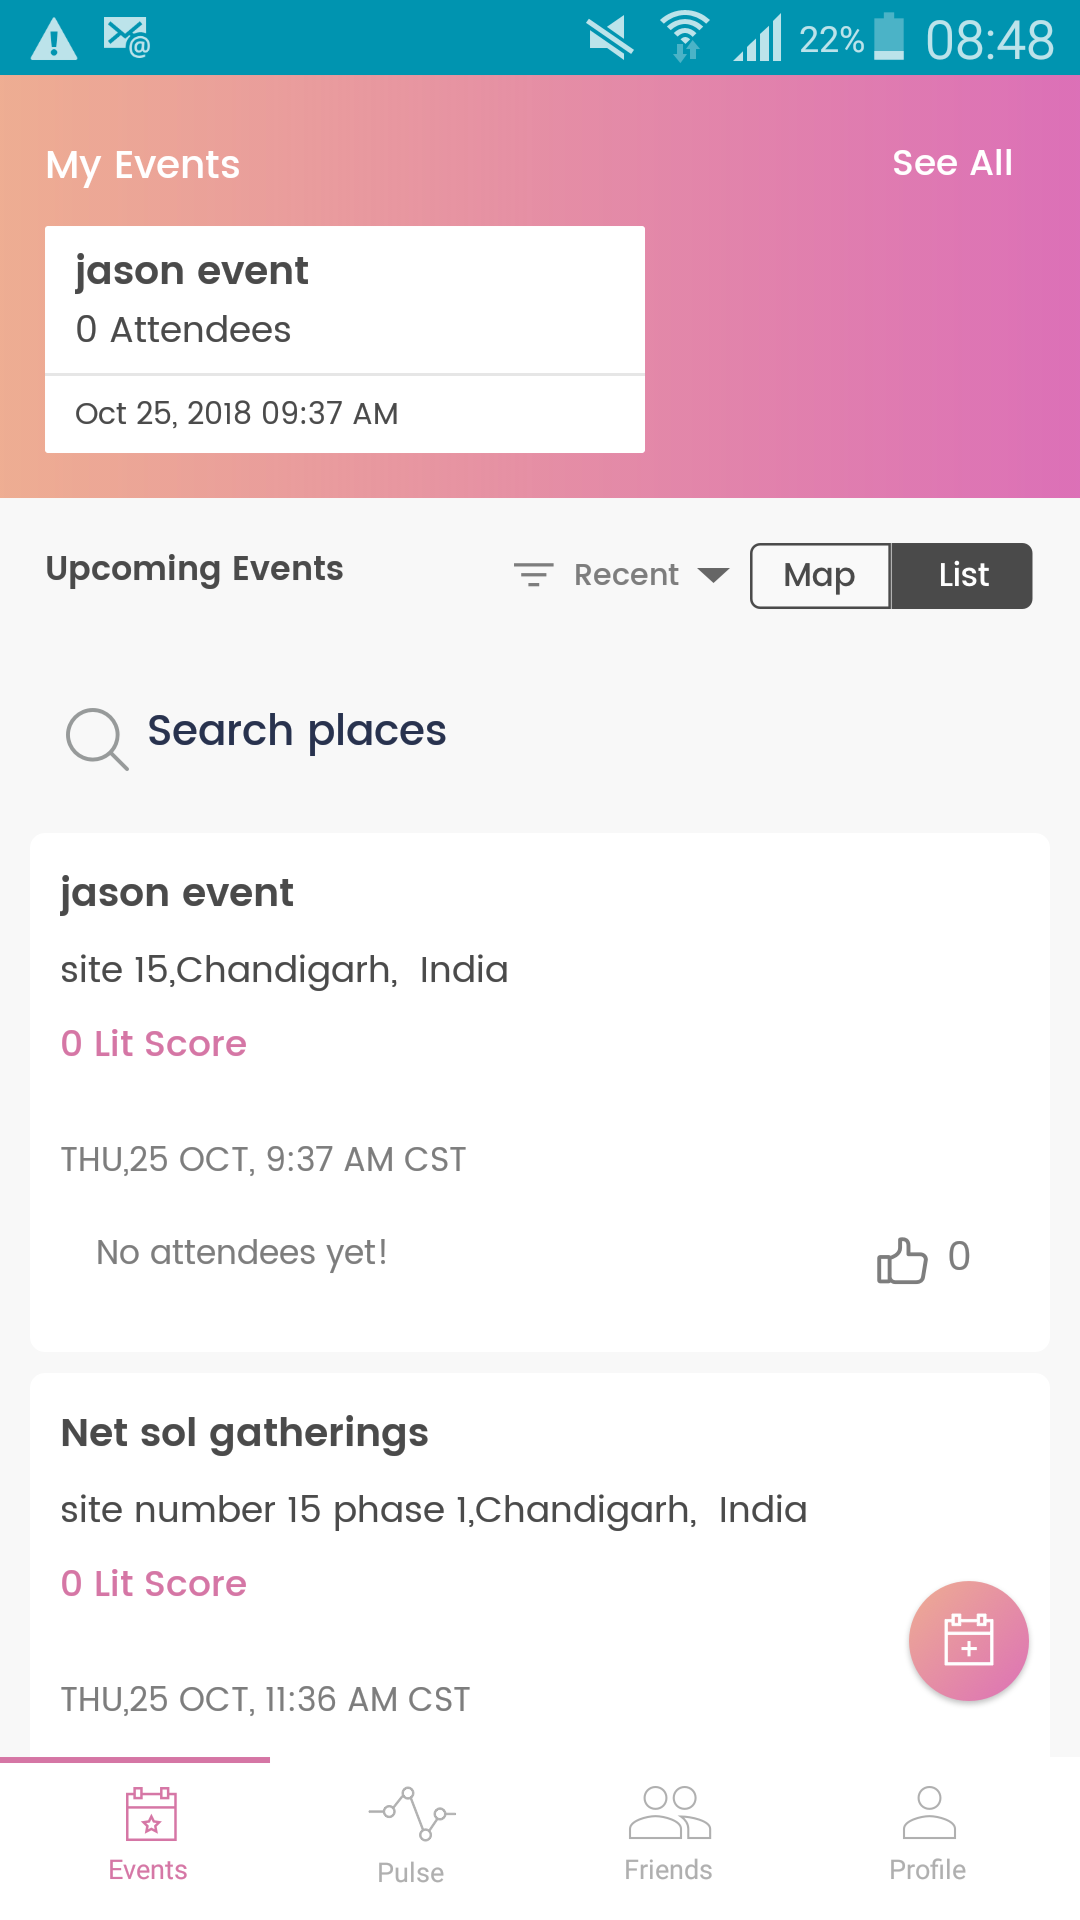 22% 08:48
My Events See All
jason event
0 Attendees
Oct 25, 2018 09:37 AM
Upcoming Events Recent Map List
Search places
jason event
site 15,Chandigarh,  India
0 Lit Score
THU,25 OCT, 9:37 AM CST
No attendees yet! 0
Net sol gatherings
site number 15 phase 1,Chandigarh,  India
0 Lit Score
THU,25 OCT, 11:36 AM CST
Events Pulse Friends Profile